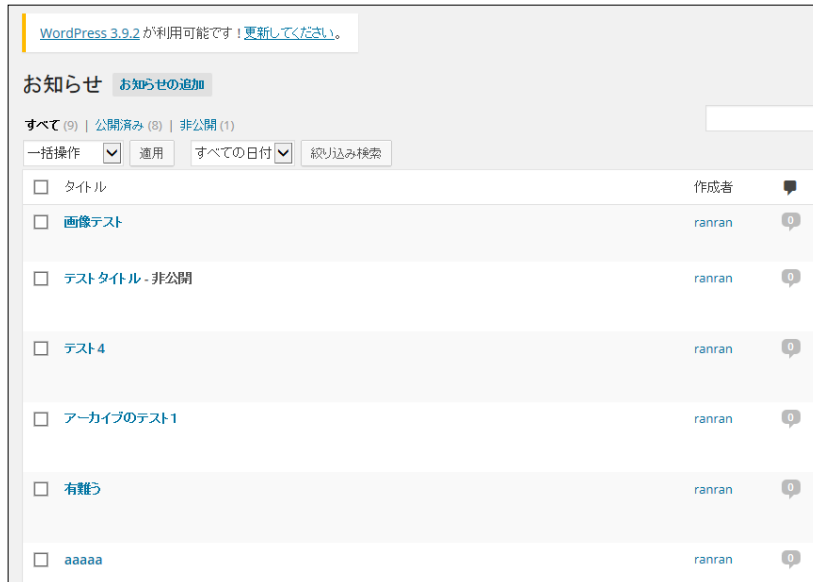 WordPress 3.9.2 が利用可能です ! 更新してください。
お知らせ お知らせの追加
すべて (9) | 公開済み (8) | 非公開 (1)
一括操作 適用 すべての日付 絞り込み検索
タイトル 作成者
画像テスト ranran 0
テストタイトル - 非公開 ranran 0
テスト4 ranran 0
アーカイブのテスト1 ranran 0
有難う ranran 0
aaaaa ranran 0